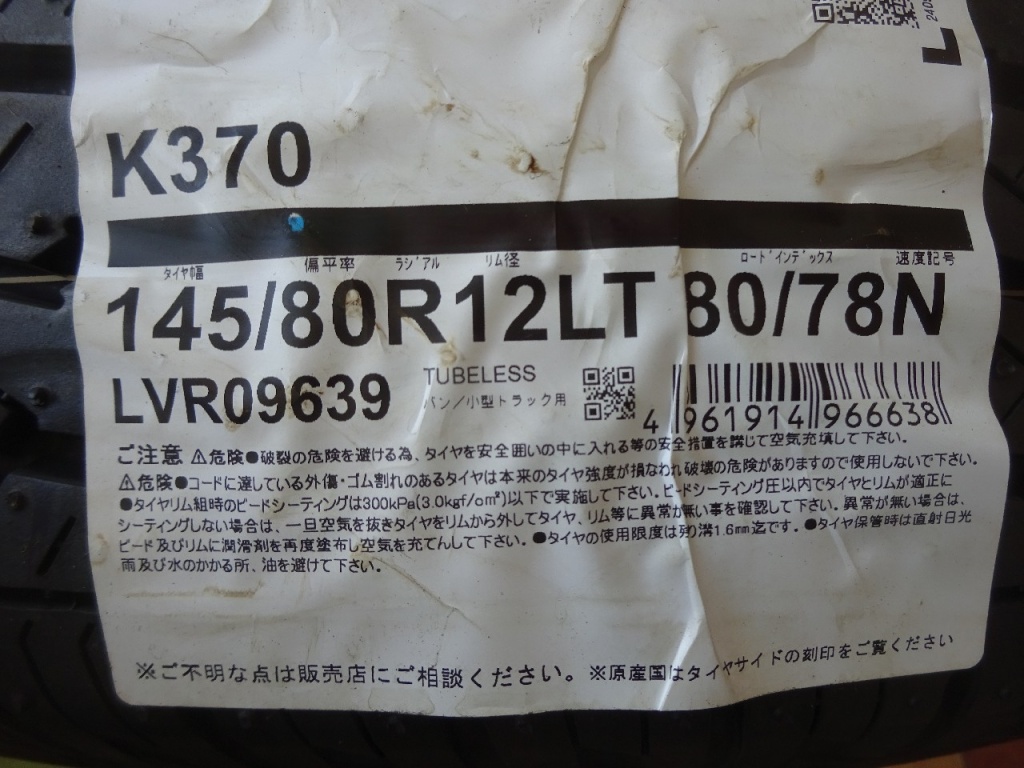 L
K370
タイヤ幅 偏平率 ラジアル リム径 ロードインデックス 速度記号
145/80R12LT 80/78N
LVR09639
TUBELESS
バン／小型トラック用
4 961914 966638
ご注意 ⚠危険●破裂の危険を避ける為、タイヤを安全囲いの中に入れる等の安全措置を講じて空気充填して下さい。
⚠危険●コードに達している外傷・ゴム割れのあるタイヤは本来のタイヤ強度が損なわれ破壊の危険がありますので使用しないで下さい。
●タイヤリム組時のビードシーティングは300kPa(3.0kgf/cm²)以下で実施して下さい。ビードシーティング圧以内でタイヤとリムが適正に
シーティングしない場合は、一旦空気を抜きタイヤをリムから外してタイヤ、リム等に異常が無い事を確認して下さい。異常が無い場合は、
ビード及びリムに潤滑剤を再度塗布し空気を充てんして下さい。●タイヤの使用限度は残り溝1.6mm迄です。●タイヤ保管時は直射日光
雨及び水のかかる所、油を避けて下さい。
※ご不明な点は販売店にご相談ください。※原産国はタイヤサイドの刻印をご覧ください